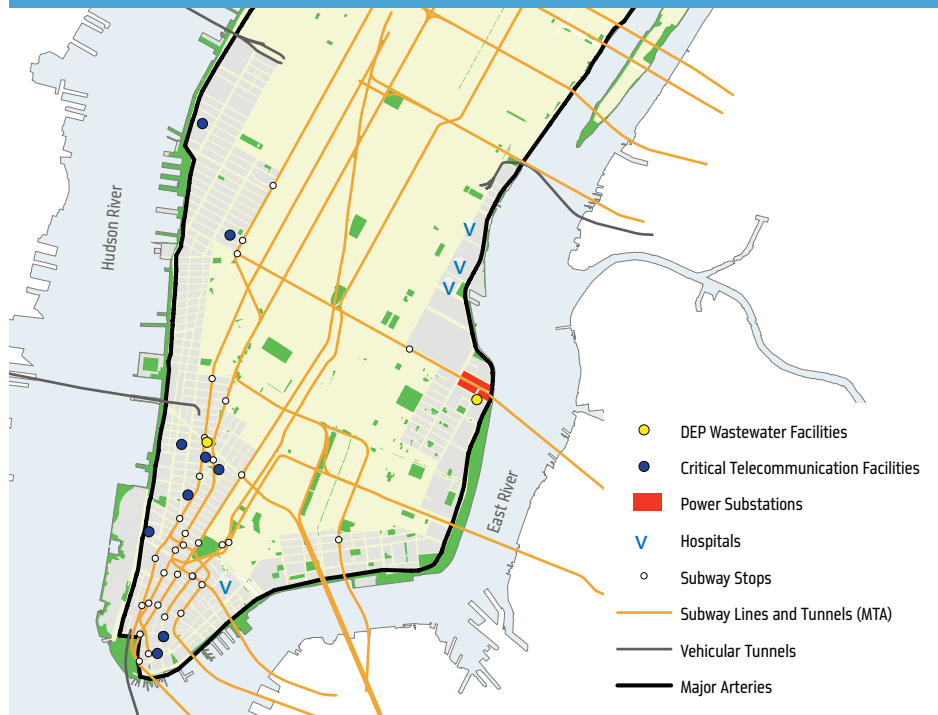 Hudson River
East River
DEP Wastewater Facilities
Critical Telecommunication Facilities
Power Substations
Hospitals
Subway Stops
Subway Lines and Tunnels (MTA)
Vehicular Tunnels
Major Arteries